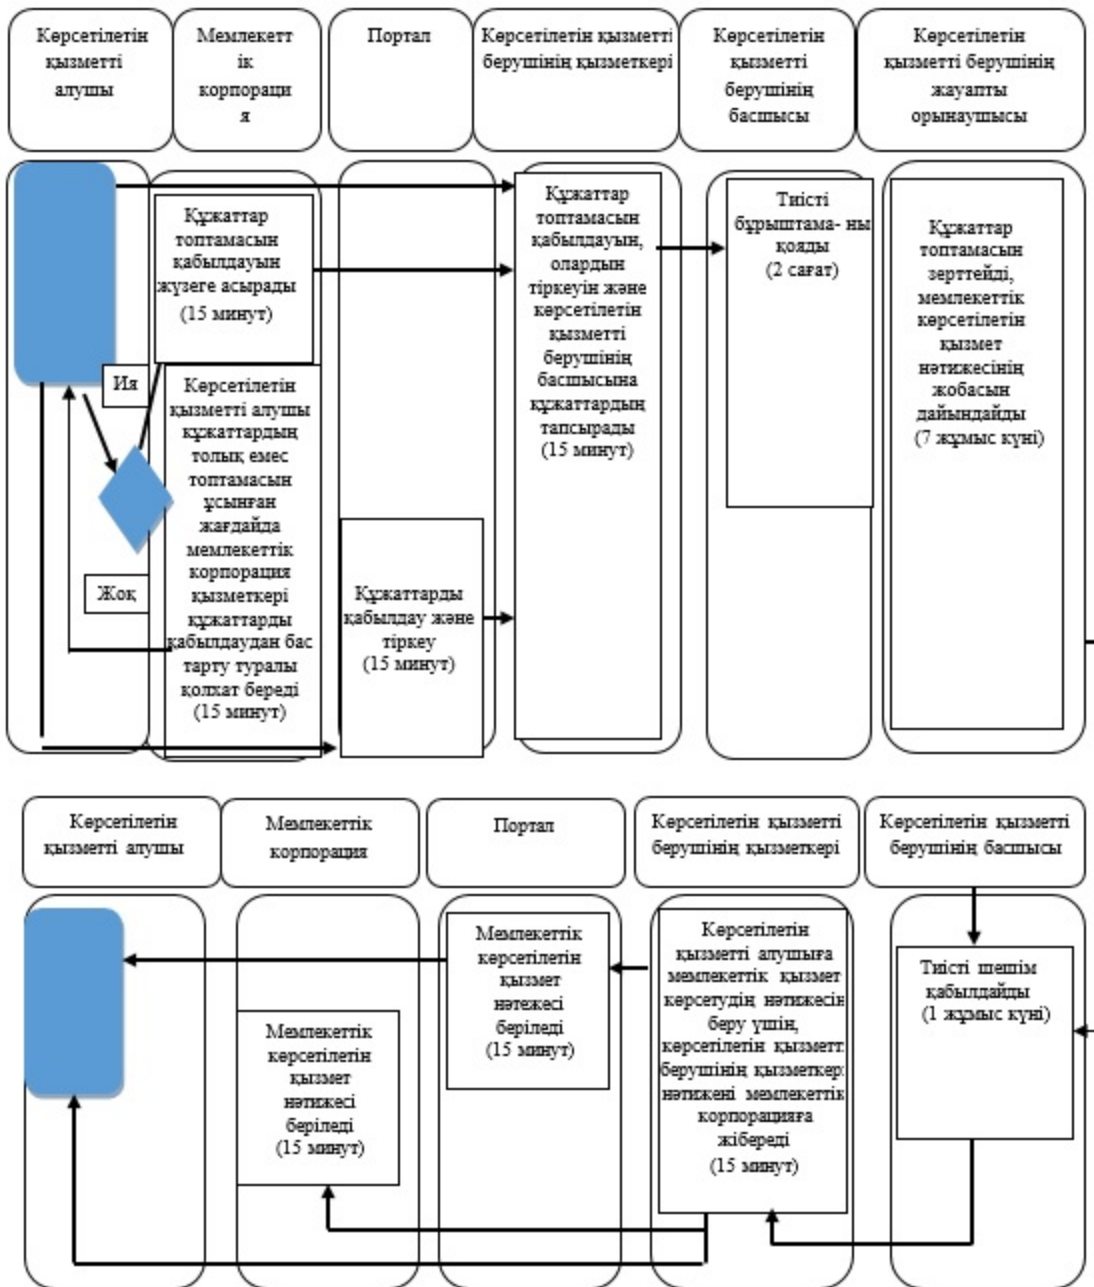 Көрсетілетін
қызметті
алушы
Мемлекетт
ік
корпораци
я
Портал
Көрсетілетін қызметті
берушінің қызметкері
Көрсетілетін
қызметті
берушінің
басшысы
Көрсетілетін
қызметті берушінің
жауапты
орынаушысы
Құжаттар
топтамасын
қабылдауын
жүзеге асырады
(15 минут)
Ия
Көрсетілетін
қызметті алушы
құжаттардың
толық емес
топтамасын
ұсынған
жағдайда
мемлекеттік
корпорация
қызметкері
құжаттарды
қабылдаудан бас
тарту туралы
қолхат береді
(15 минут)
Жоқ
Құжаттарды
қабылдау және
тіркеу
(15 минут)
Құжаттар
топтамасын
қабылдауын,
олардын
тіркеуін және
көрсетілетін
қызметті
берушінің
басшысына
құжаттардың
тапсырады
(15 минут)
Тиісті
бұрыштама- ны
қояды
(2 сағат)
Құжаттар
топтамасын
зерттейді,
мемлекеттік
көрсетілетін
қызмет
нәтижесінің
жобасын
дайындайды
(7 жұмыс күні)
Көрсетілетін
қызметті алушы
Мемлекеттік
корпорация
Портал
Көрсетілетін қызметті
берушінің қызметкері
Көрсетілетін қызметті
берушінің басшысы
Мемлекеттік
көрсетілетін
қызмет
нәтижесі
беріледі
(15 минут)
Мемлекеттік
көрсетілетін
қызмет
нәтежесі
беріледі
(15 минут)
Көрсетілетін
қызметті алушыға
мемлекеттік қызмет
көрсетудің нәтижесін
беру үшін,
көрсетілетін қызметті
берушінің қызметкері
нәтижені мемлекеттік
корпорацияға
жібереді
(15 минут)
Тиісті шешім
қабылдайды
(1 жұмыс күні)